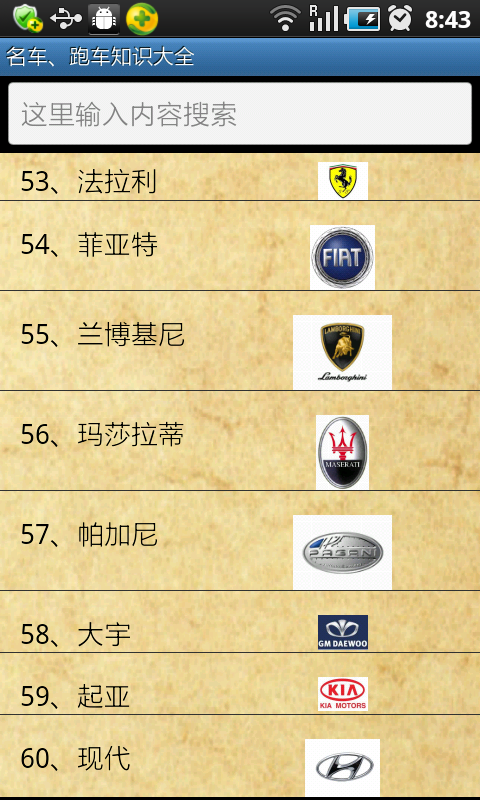 R
8:43
名车、跑车知识大全
这里输入内容搜索
53、法拉利
54、菲亚特
FIAT
55、兰博基尼
LAMBORGHINI
Lamborghini
56、玛莎拉蒂
MASERATI
57、帕加尼
PAGANI
58、大宇
GM DAEWOO
59、起亚
KIA
KIA MOTORS
60、现代